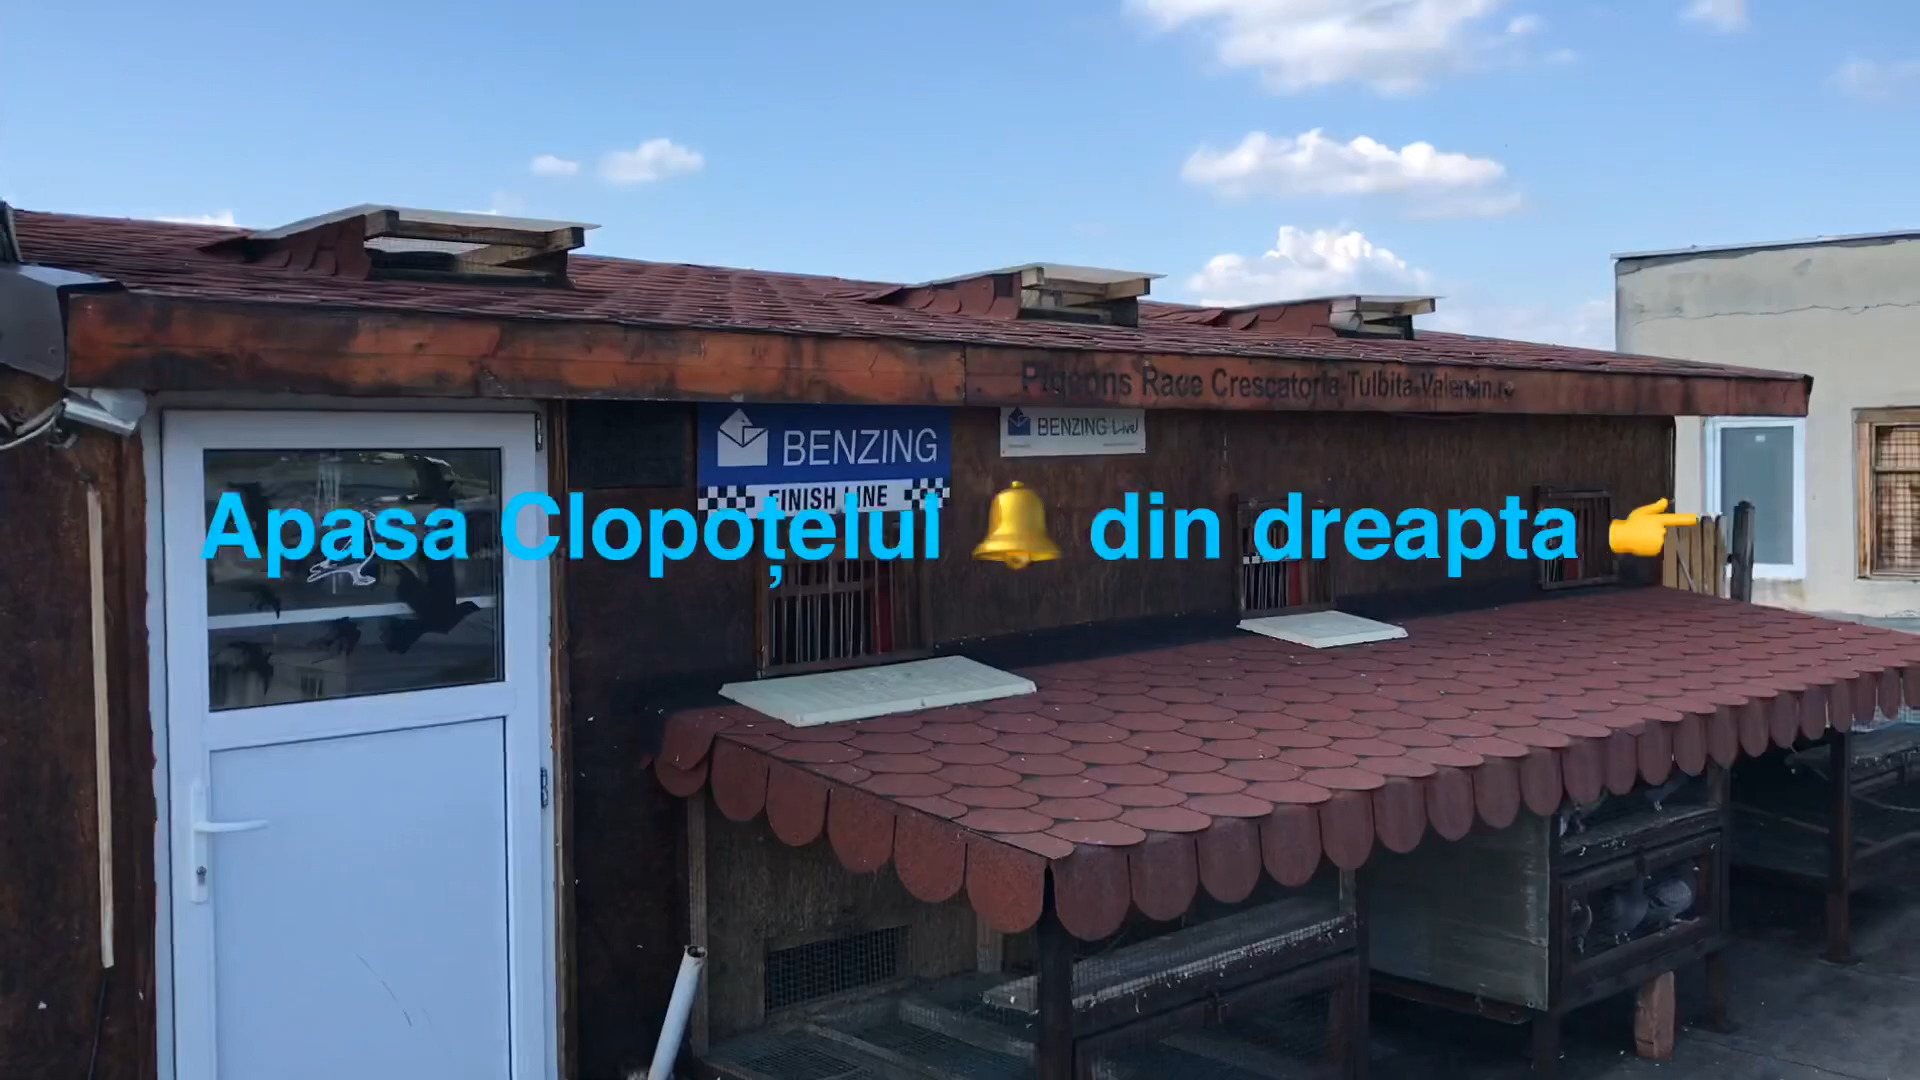 Pigeons Race Crescatoria-Tulbita-Valentin.ro
BENZING
FINISH LINE
BENZING Live!
Apasa Clopoțelul 🔔 din dreapta 👉